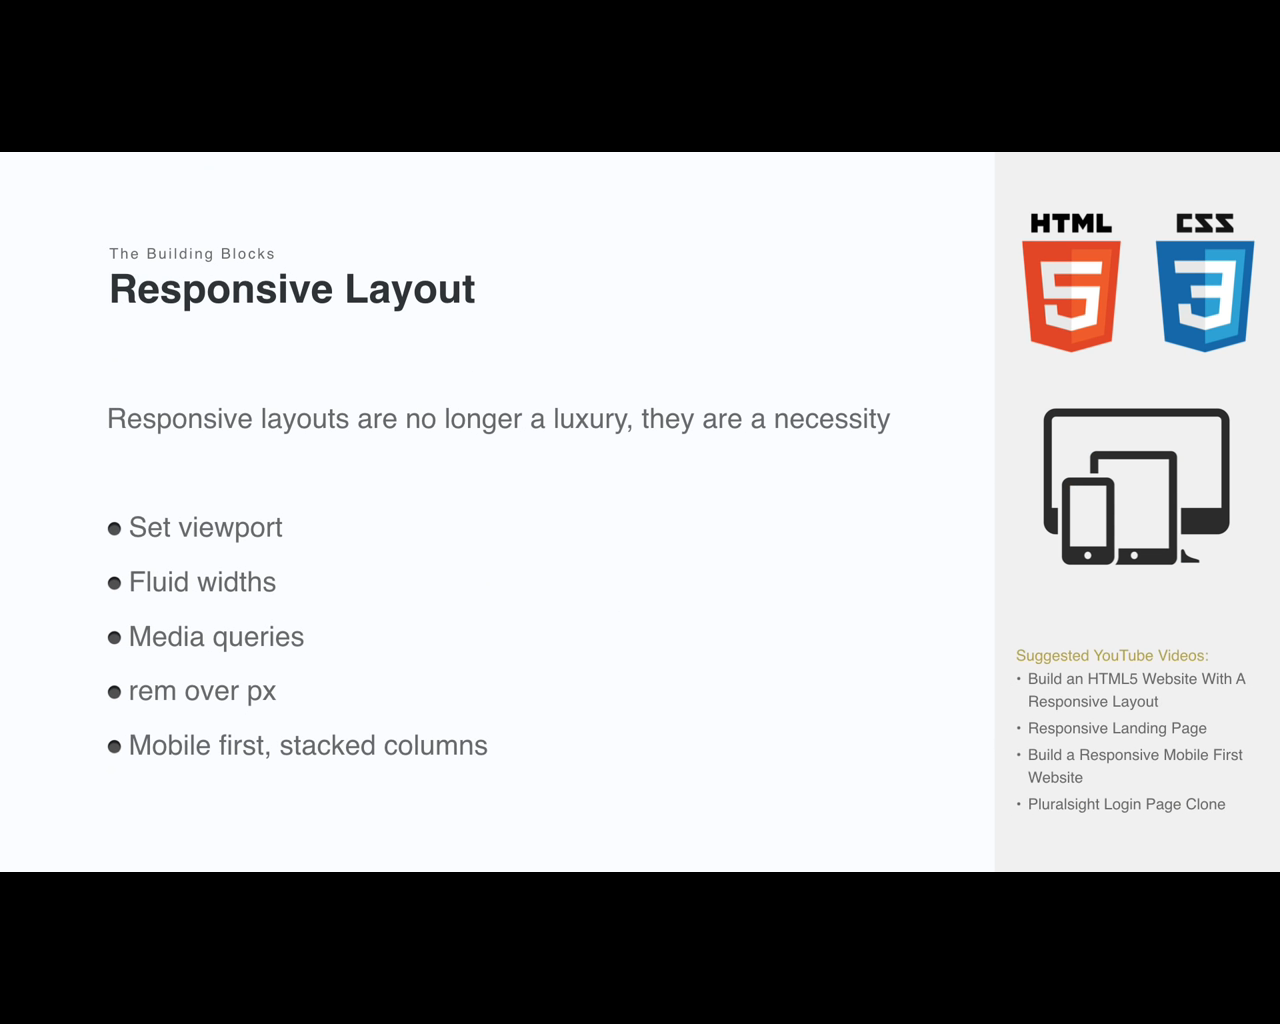 The Building Blocks
Responsive Layout
Responsive layouts are no longer a luxury, they are a necessity
● Set viewport
● Fluid widths
● Media queries
● rem over px
● Mobile first, stacked columns
HTML
5
CSS
3
Suggested YouTube Videos:
• Build an HTML5 Website With A
Responsive Layout
• Responsive Landing Page
• Build a Responsive Mobile First
Website
• Pluralsight Login Page Clone